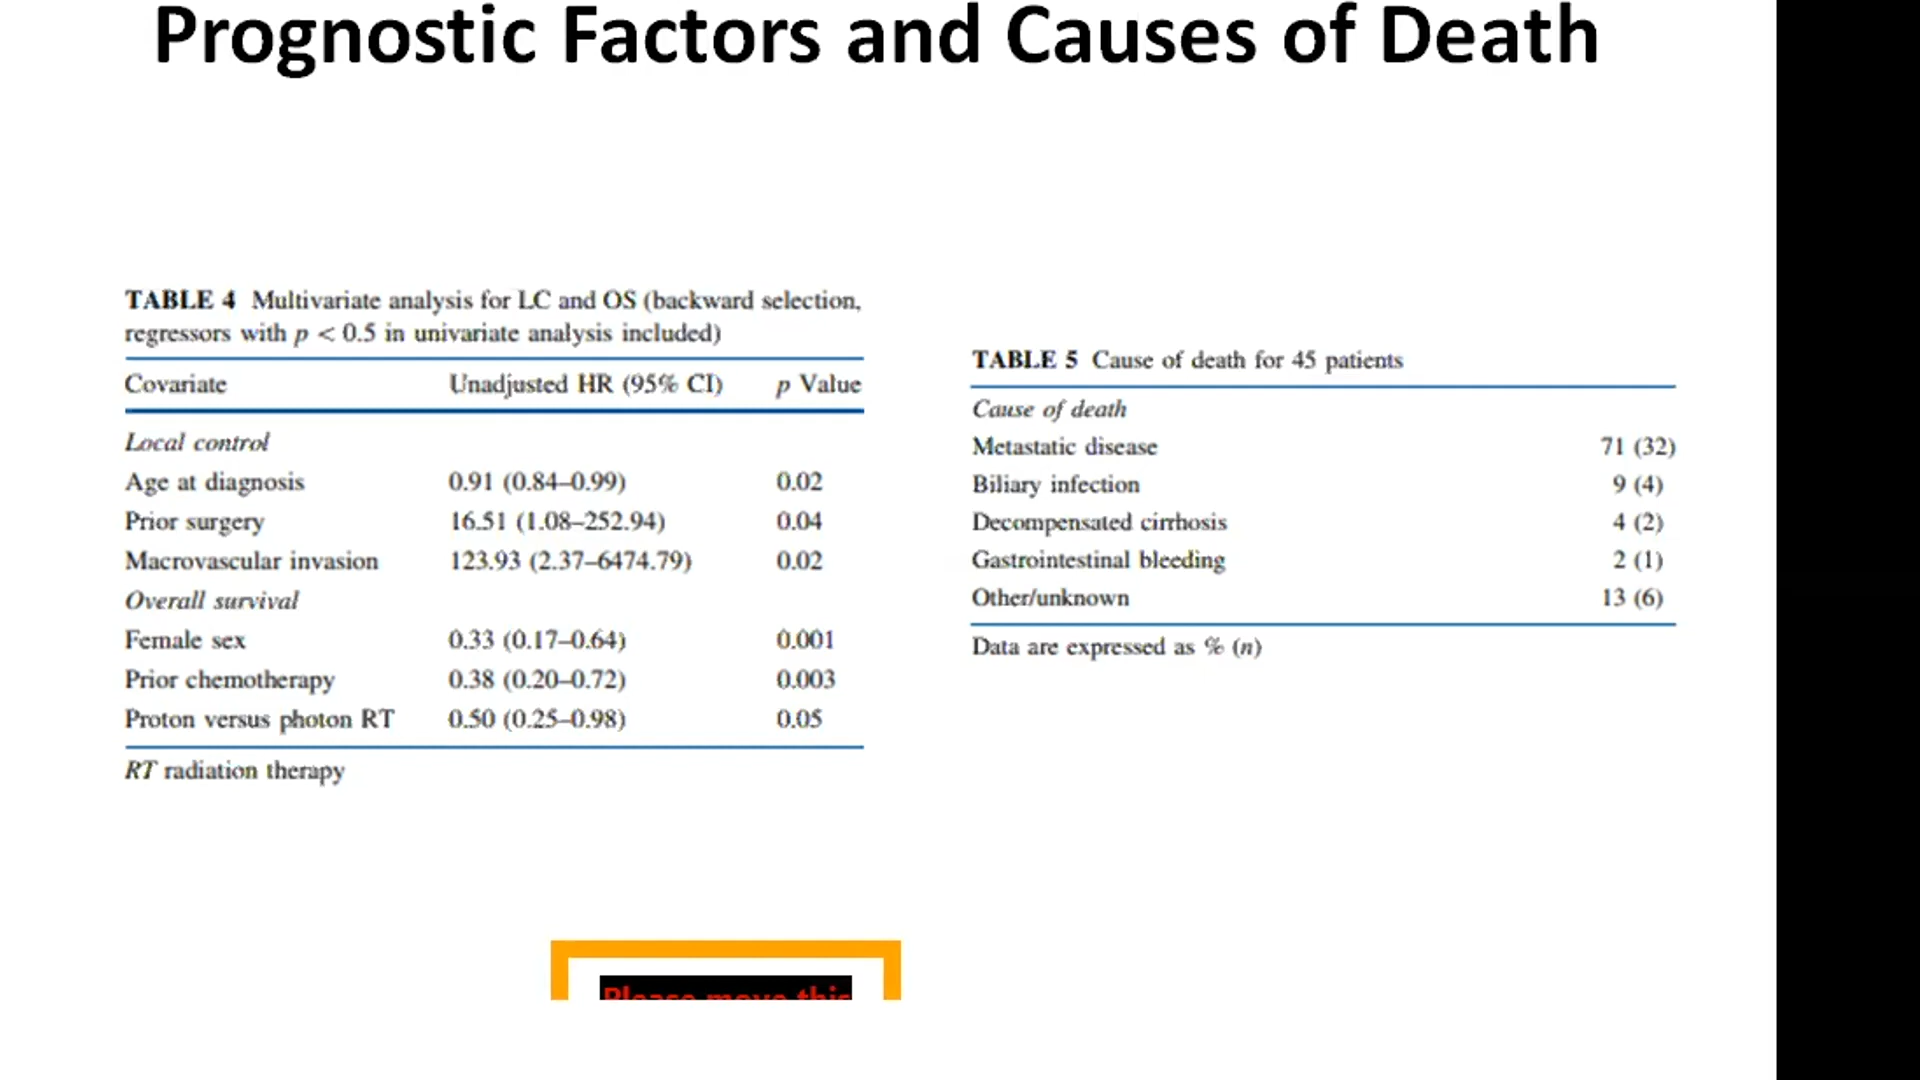 Prognostic Factors and Causes of Death
TABLE 4 Multivariate analysis for LC and OS (backward selection,
regressors with p < 0.5 in univariate analysis included)
Covariate Unadjusted HR (95% CI) p Value
Local control
Age at diagnosis 0.91 (0.84–0.99) 0.02
Prior surgery 16.51 (1.08–252.94) 0.04
Macrovascular invasion 123.93 (2.37–6474.79) 0.02
Overall survival
Female sex 0.33 (0.17–0.64) 0.001
Prior chemotherapy 0.38 (0.20–0.72) 0.003
Proton versus photon RT 0.50 (0.25–0.98) 0.05
RT radiation therapy
TABLE 5 Cause of death for 45 patients
Cause of death
Metastatic disease 71 (32)
Biliary infection 9 (4)
Decompensated cirrhosis 4 (2)
Gastrointestinal bleeding 2 (1)
Other/unknown 13 (6)
Data are expressed as % (n)
Please move this